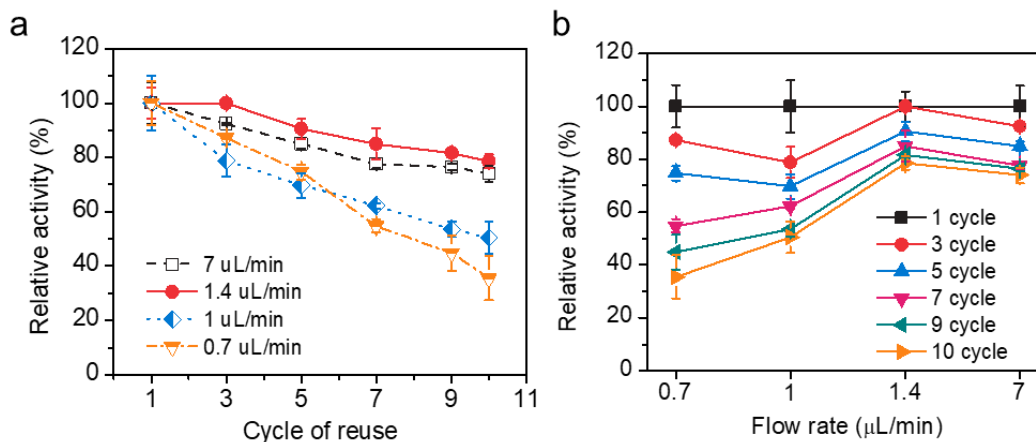 a
120
100
80
60
40
20
0
Relative activity (%)
7 uL/min
1.4 uL/min
1 uL/min
0.7 uL/min
1 3 5 7 9 11
Cycle of reuse
b
120
100
80
60
40
20
0
Relative activity (%)
1 cycle
3 cycle
5 cycle
7 cycle
9 cycle
10 cycle
0.7 1 1.4 7
Flow rate (μL/min)